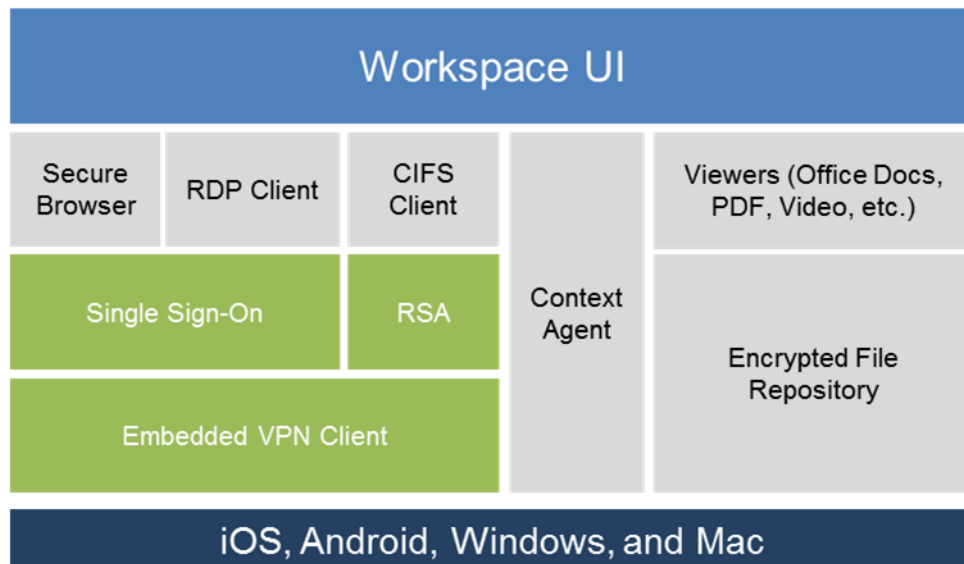 Workspace UI
Secure
Browser
RDP Client
CIFS
Client
Context
Agent
Viewers (Office Docs,
PDF, Video, etc.)
Single Sign-On
RSA
Encrypted File
Repository
Embedded VPN Client
iOS, Android, Windows, and Mac